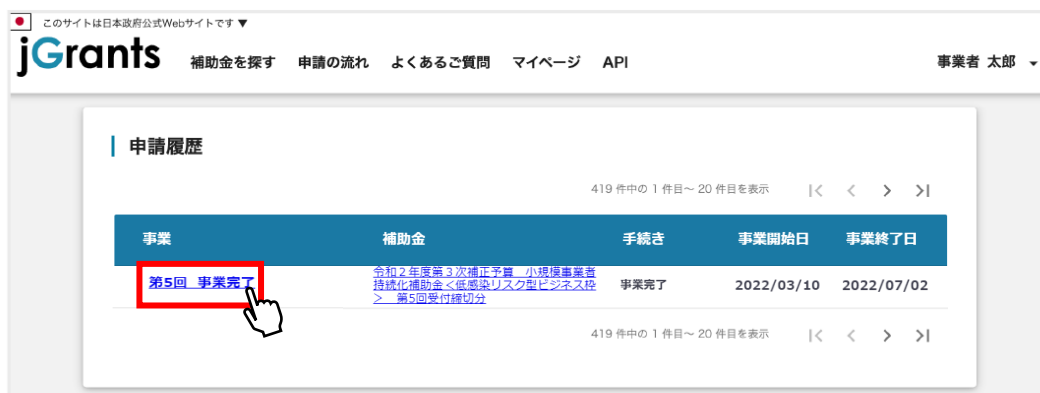 このサイトは日本政府公式Webサイトです ▼
jGrants 補助金を探す 申請の流れ よくあるご質問 マイページ API 事業者 太郎
申請履歴
419 件中の 1 件目～ 20 件目を表示
事業 補助金 手続き 事業開始日 事業終了日
第5回 事業完了 令和２年度第３次補正予算 小規模事業者
持続化補助金＜低感染リスク型ビジネス枠
＞ 第5回受付締切分 事業完了 2022/03/10 2022/07/02
419 件中の 1 件目～ 20 件目を表示